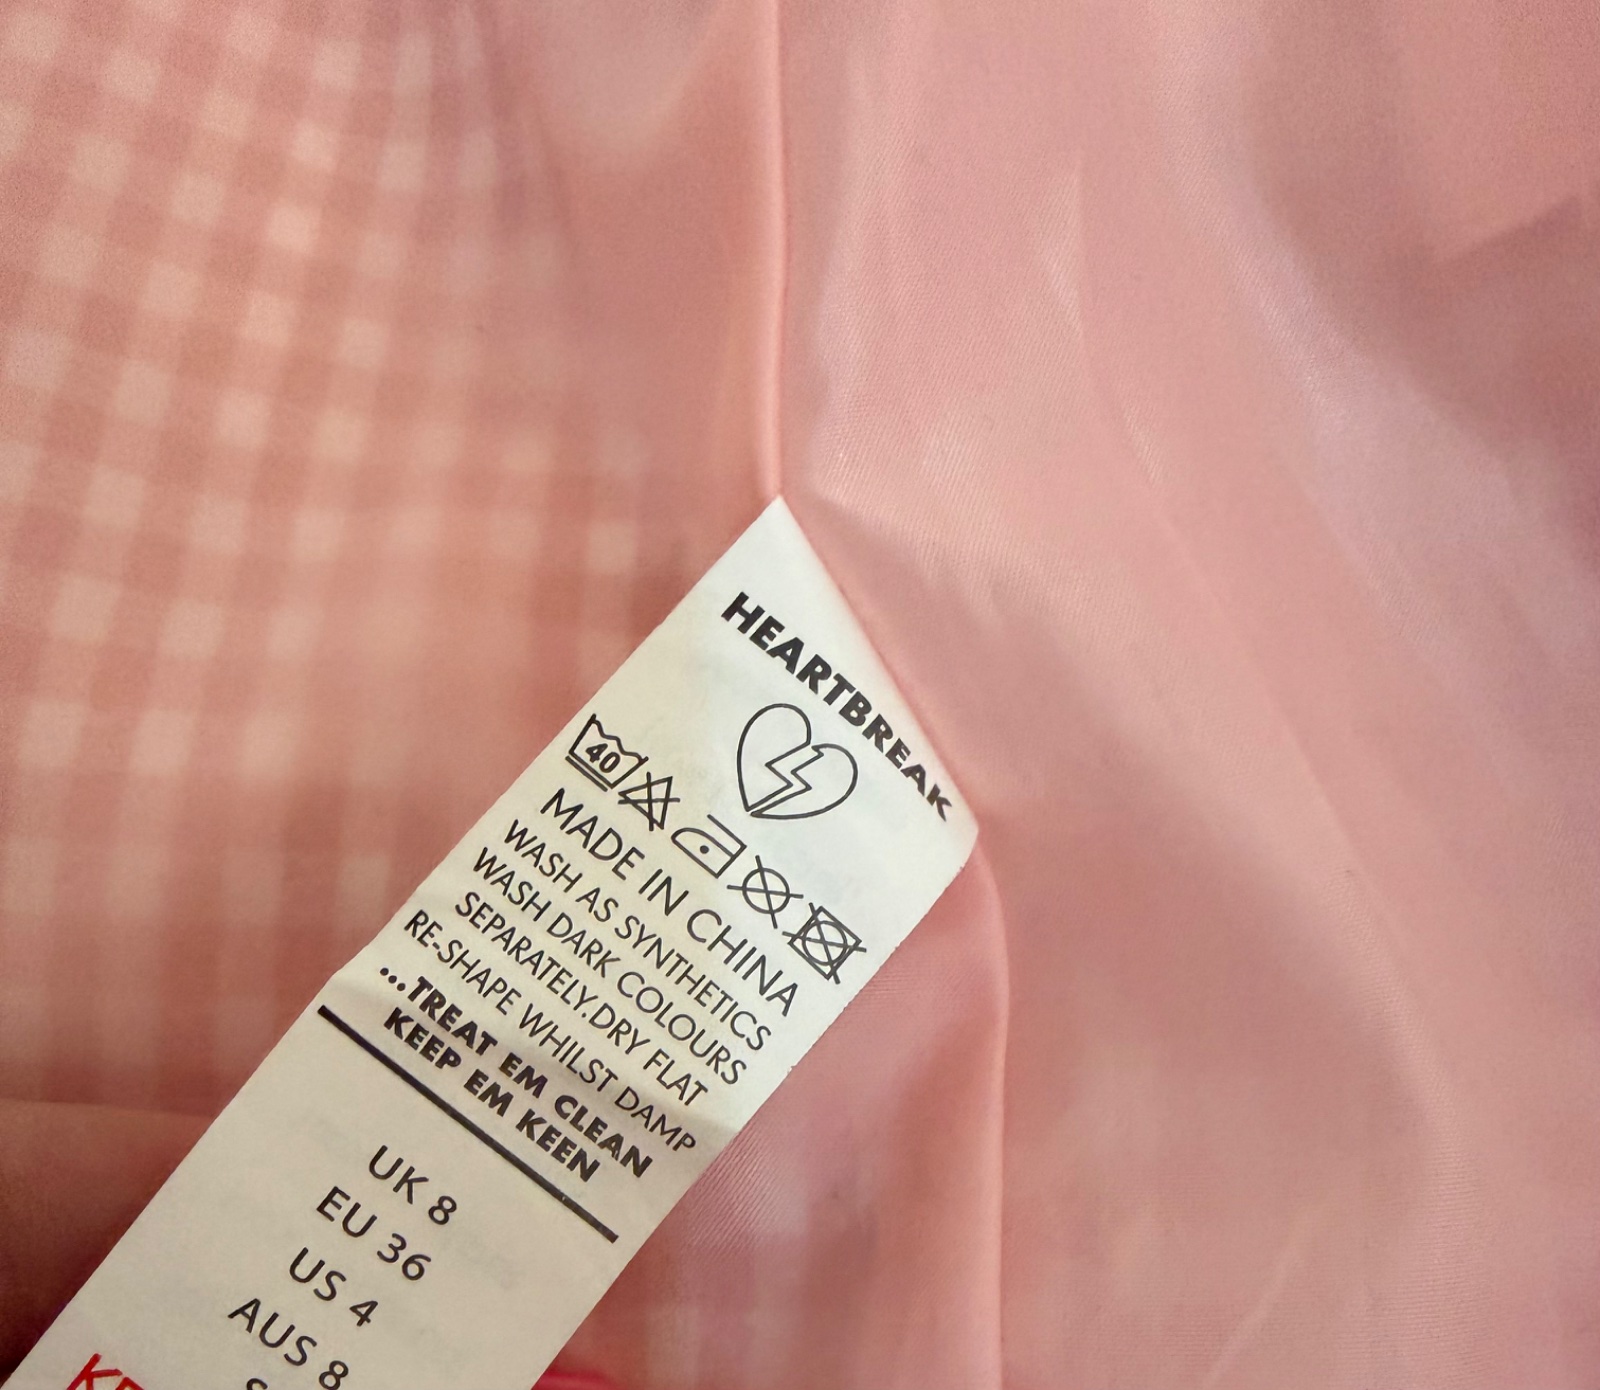 HEARTBREAK
40
MADE IN CHINA
WASH AS SYNTHETICS
WASH DARK COLOURS
SEPARATELY.DRY FLAT
RE-SHAPE WHILST DAMP
...TREAT EM CLEAN
KEEP EM KEEN
UK 8
EU 36
US 4
AUS 8